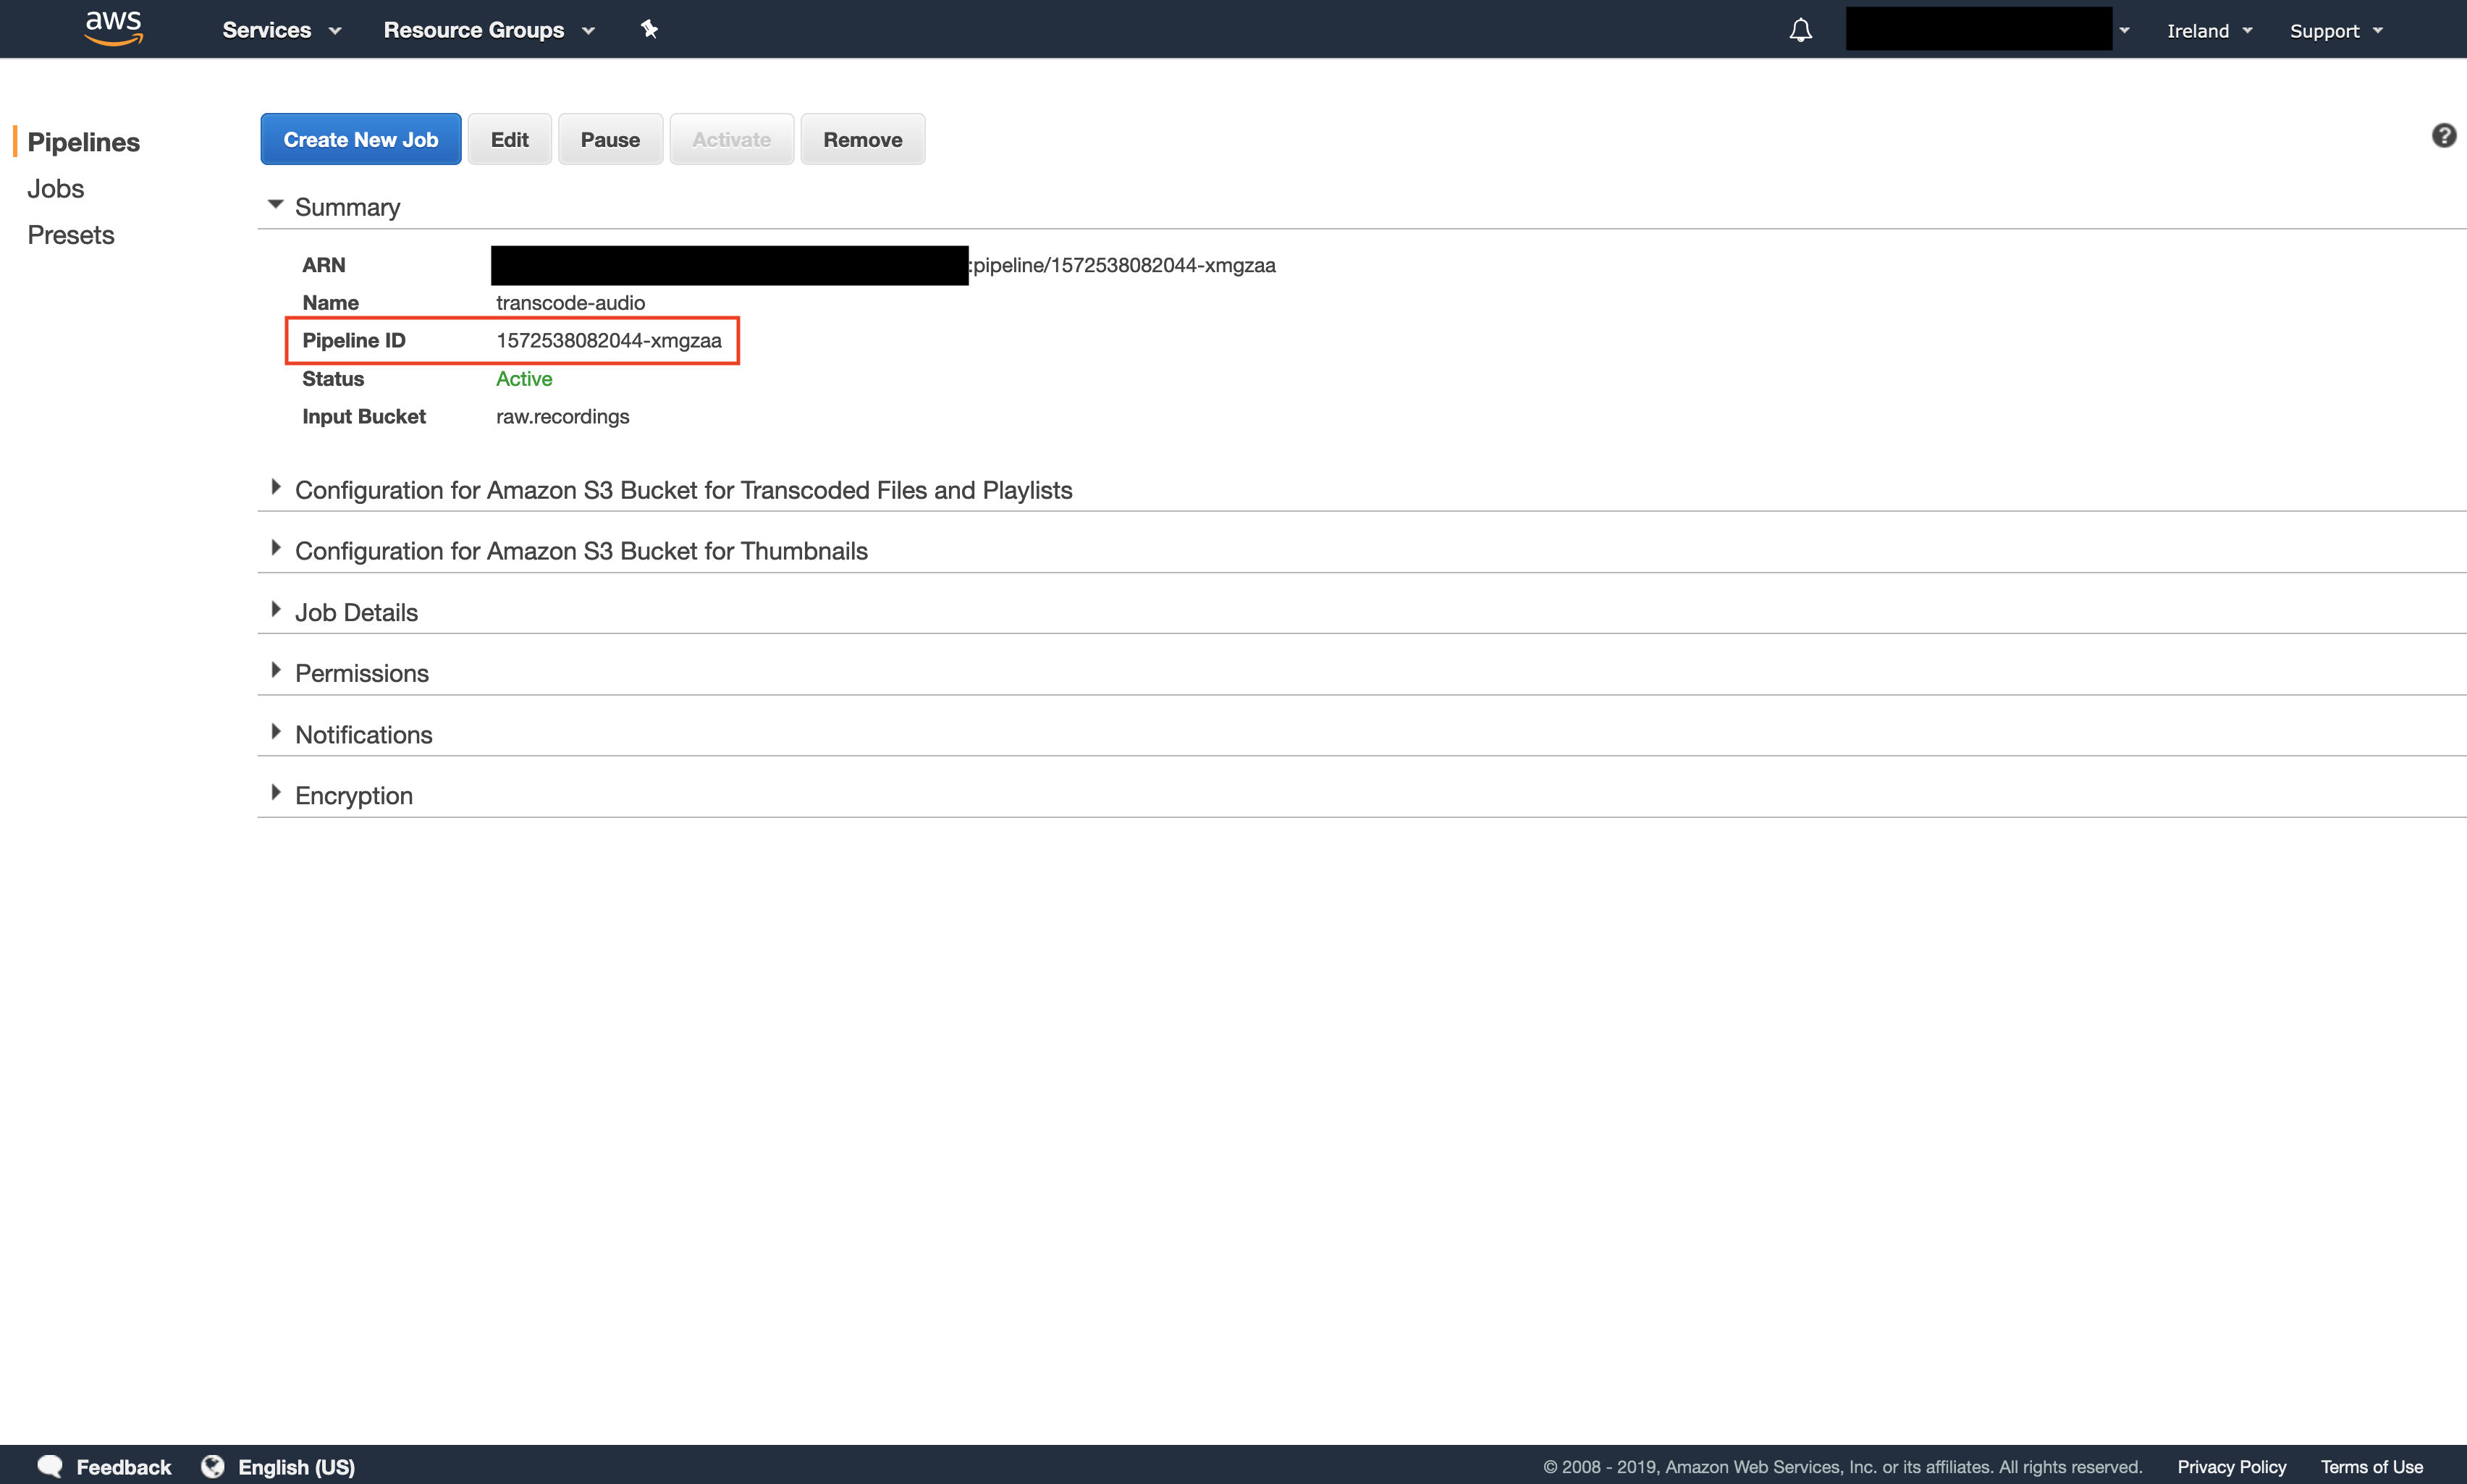 aws Services Resource Groups Ireland Support
Pipelines
Jobs
Presets
Create New Job Edit Pause Activate Remove
Summary
ARN :pipeline/1572538082044-xmgzaa
Name transcode-audio
Pipeline ID 1572538082044-xmgzaa
Status Active
Input Bucket raw.recordings
Configuration for Amazon S3 Bucket for Transcoded Files and Playlists
Configuration for Amazon S3 Bucket for Thumbnails
Job Details
Permissions
Notifications
Encryption
Feedback English (US) © 2008 - 2019, Amazon Web Services, Inc. or its affiliates. All rights reserved. Privacy Policy Terms of Use